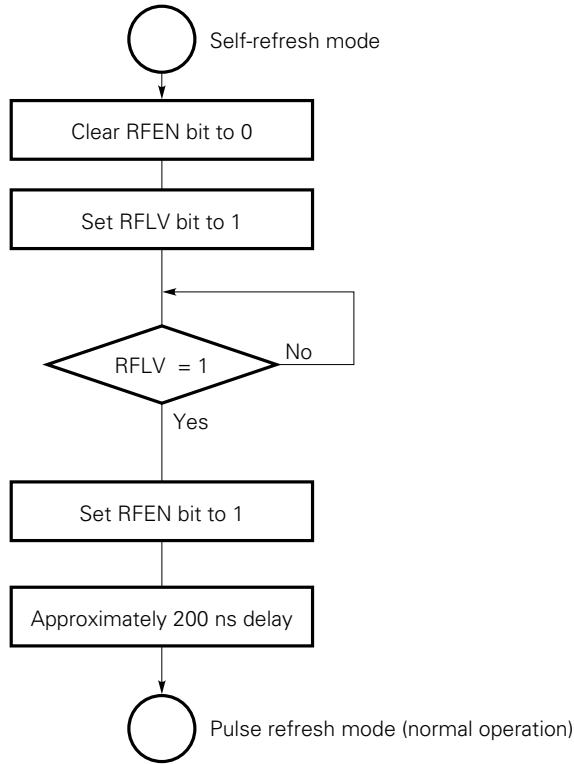 Self-refresh mode
Clear RFEN bit to 0
Set RFLV bit to 1
RFLV = 1
No
Yes
Set RFEN bit to 1
Approximately 200 ns delay
Pulse refresh mode (normal operation)